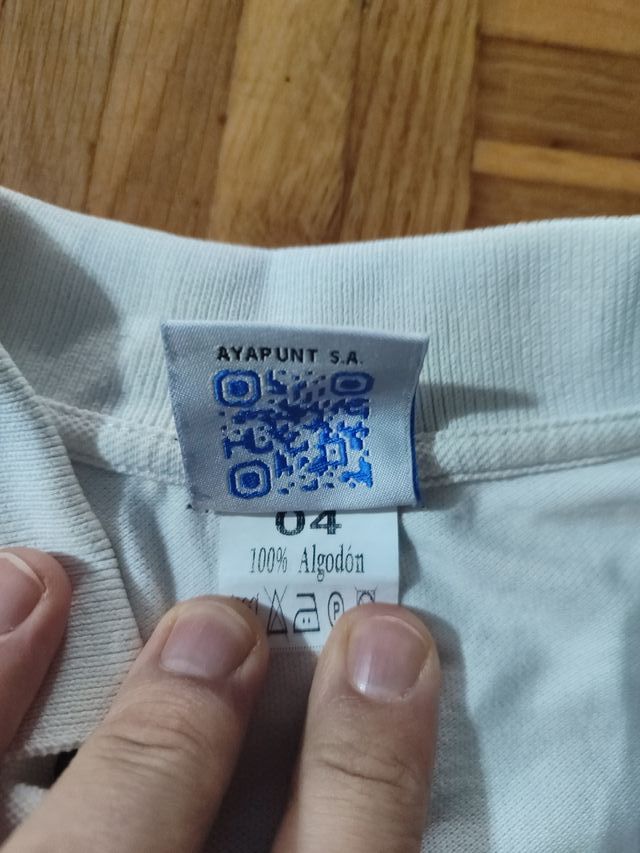 AYAPUNT S.A.
04
100% Algodón
P